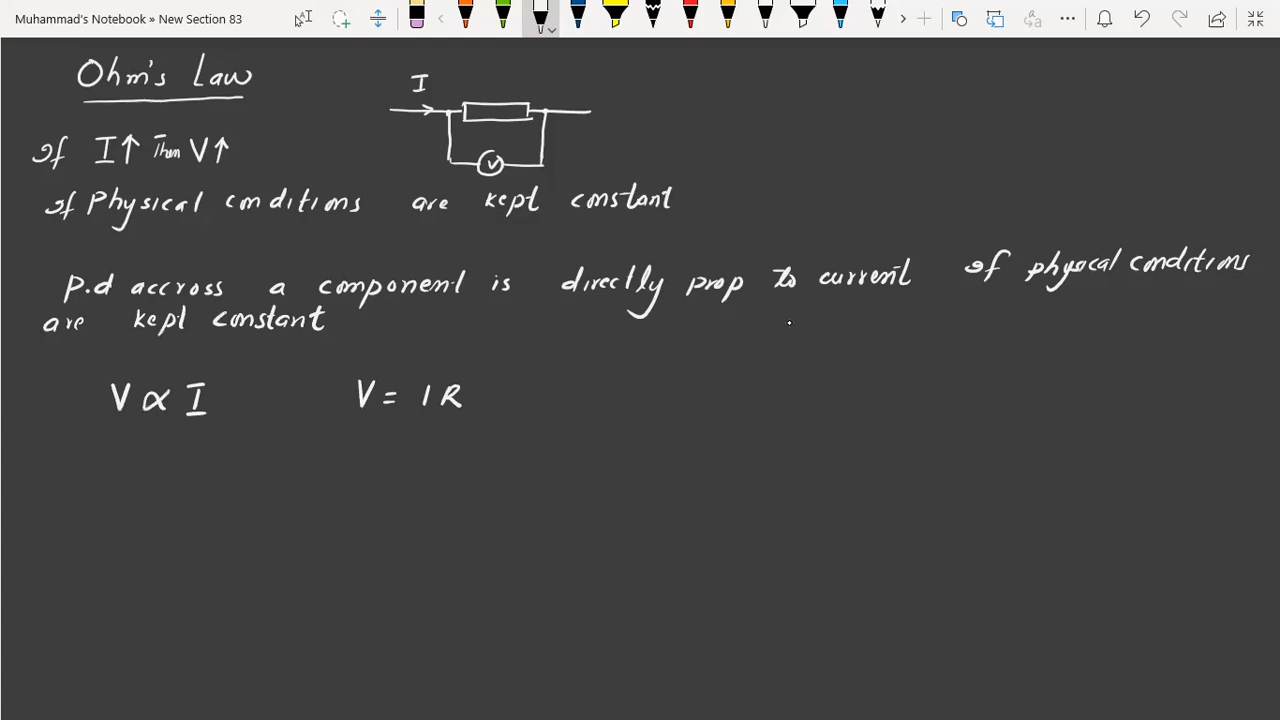 Muhammad's Notebook » New Section 83
Ohm's Law
I
If I↑ Then V↑
V
If Physical conditions are kept constant
p.d accross a component is directly prop to current If physical conditions
are kept constant
V ∝ I V = IR